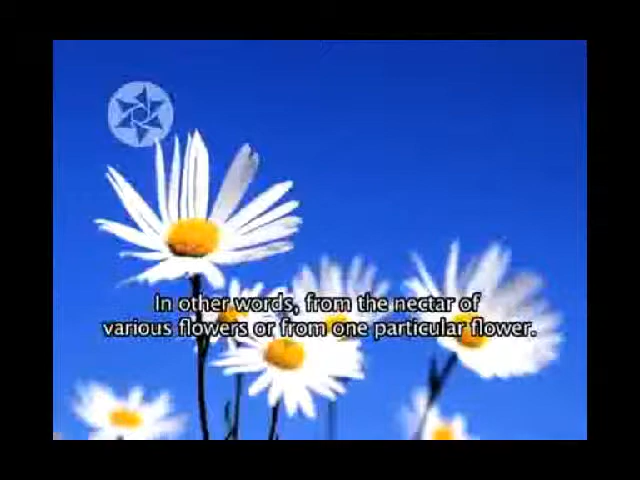 In other words, from the nectar of
various flowers or from one particular flower.